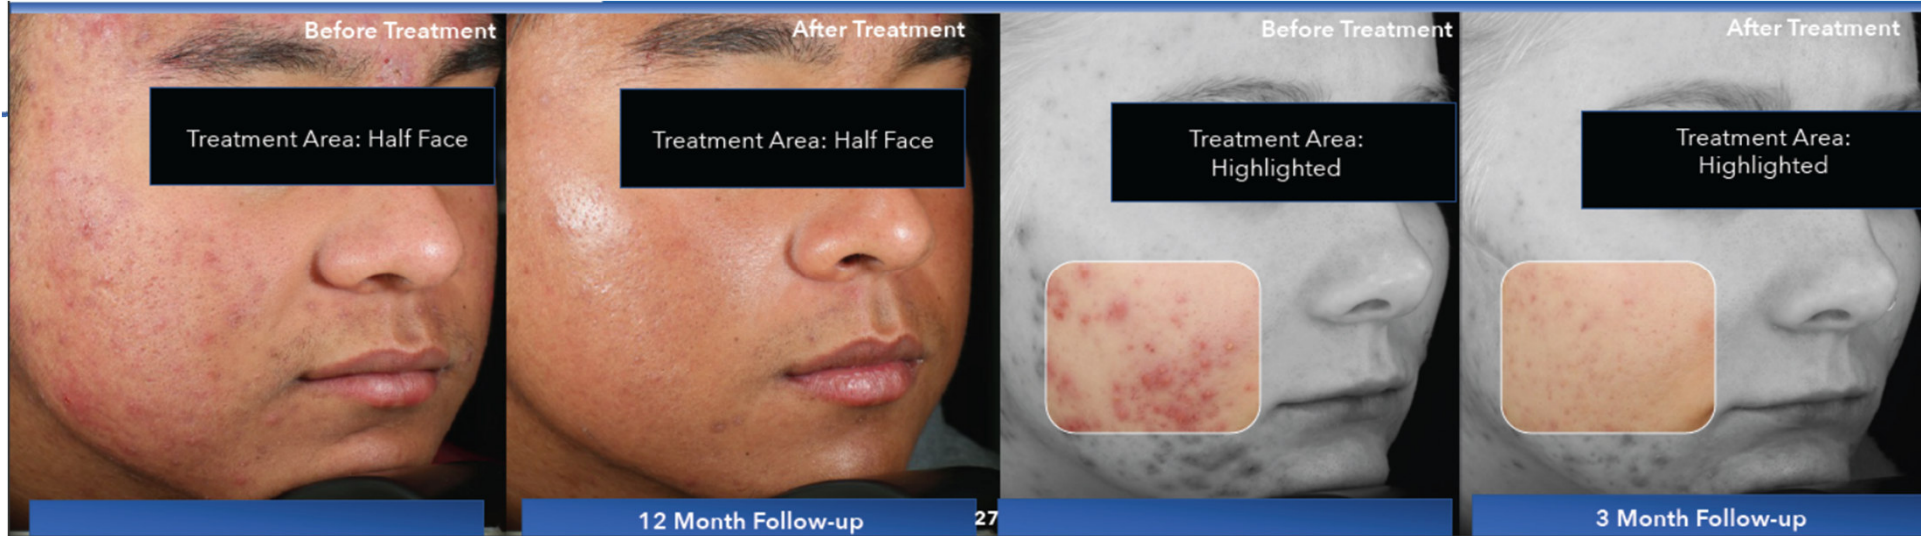 Before Treatment
After Treatment
Before Treatment
After Treatment
Treatment Area: Half Face
Treatment Area: Half Face
Treatment Area:
Highlighted
Treatment Area:
Highlighted
12 Month Follow-up
27
3 Month Follow-up